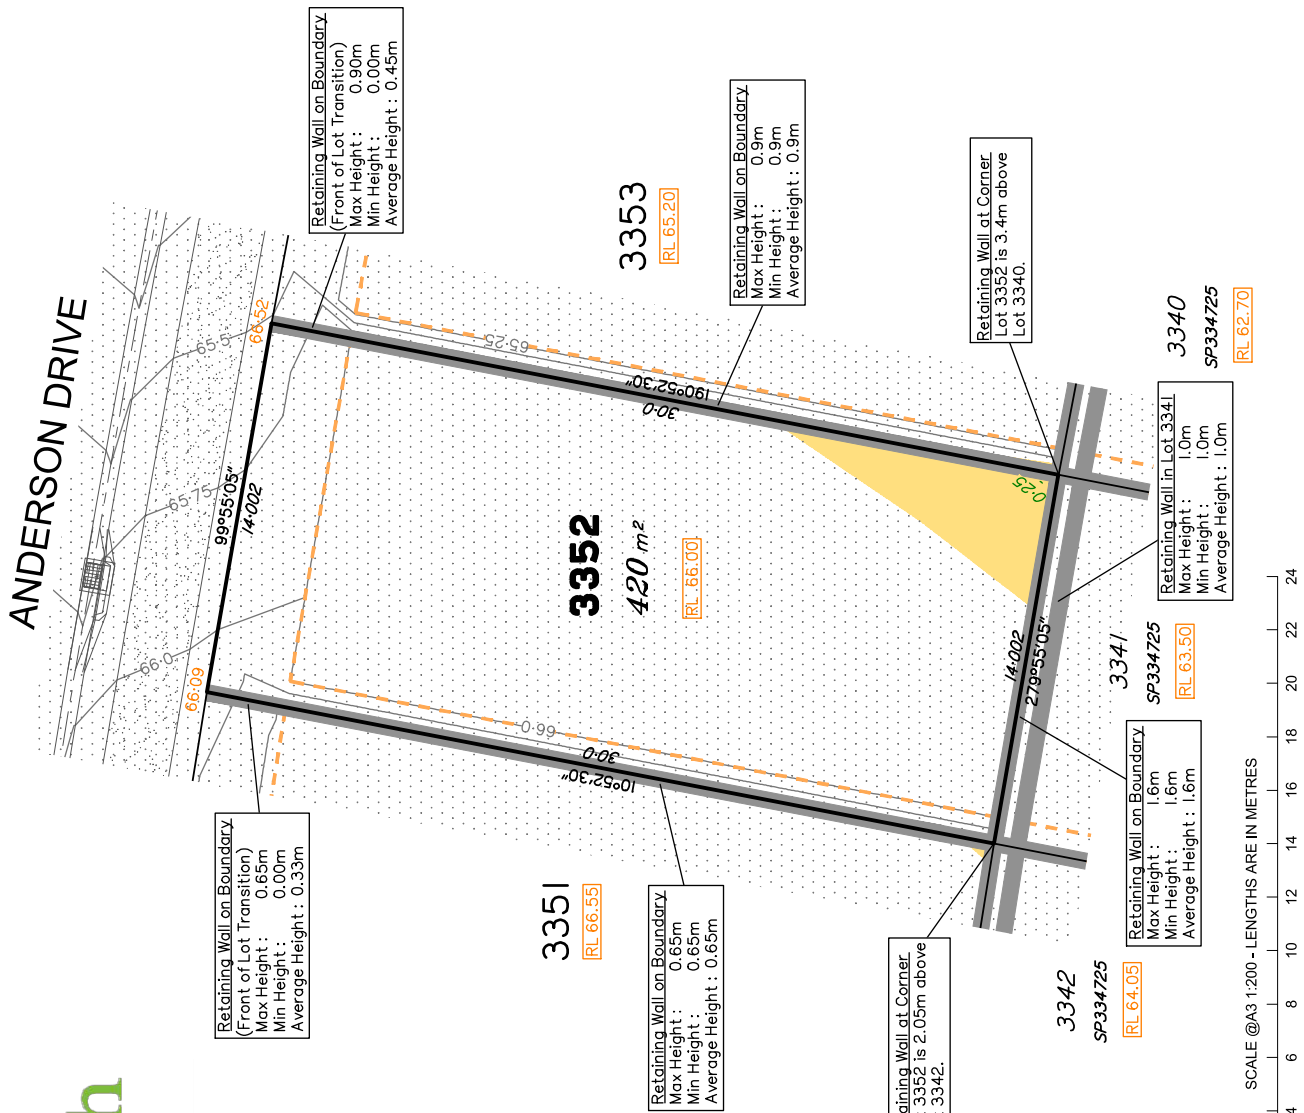 ANDERSON DRIVE
Retaining Wall on Boundary
(Front of Lot Transition)
Max Height : 0.90m
Min Height : 0.00m
Average Height : 0.45m
66·52
65·5
65·75
66·0
66·09
99°55'05"
14·002
3353
RL 65.20
Retaining Wall on Boundary
Max Height : 0.9m
Min Height : 0.9m
Average Height : 0.9m
65·25
190°52'30"
30·0
3352
420 m²
RL 66.00
Retaining Wall at Corner
Lot 3352 is 3.4m above
Lot 3340.
3340
SP334725
RL 62.70
0·25
Retaining Wall in Lot 3341
Max Height : 1.0m
Min Height : 1.0m
Average Height : 1.0m
14·002
279°55'05"
3341
SP334725
RL 63.50
66·0
30·0
10°52'30"
Retaining Wall on Boundary
(Front of Lot Transition)
Max Height : 0.65m
Min Height : 0.00m
Average Height : 0.33m
3351
RL 66.55
Retaining Wall on Boundary
Max Height : 0.65m
Min Height : 0.65m
Average Height : 0.65m
Retaining Wall on Boundary
Max Height : 1.6m
Min Height : 1.6m
Average Height : 1.6m
aining Wall at Corner
3352 is 2.05m above
3342.
3342
SP334725
RL 64.05
SCALE @A3 1:200 - LENGTHS ARE IN METRES
4 6 8 10 12 14 16 18 20 22 24
h